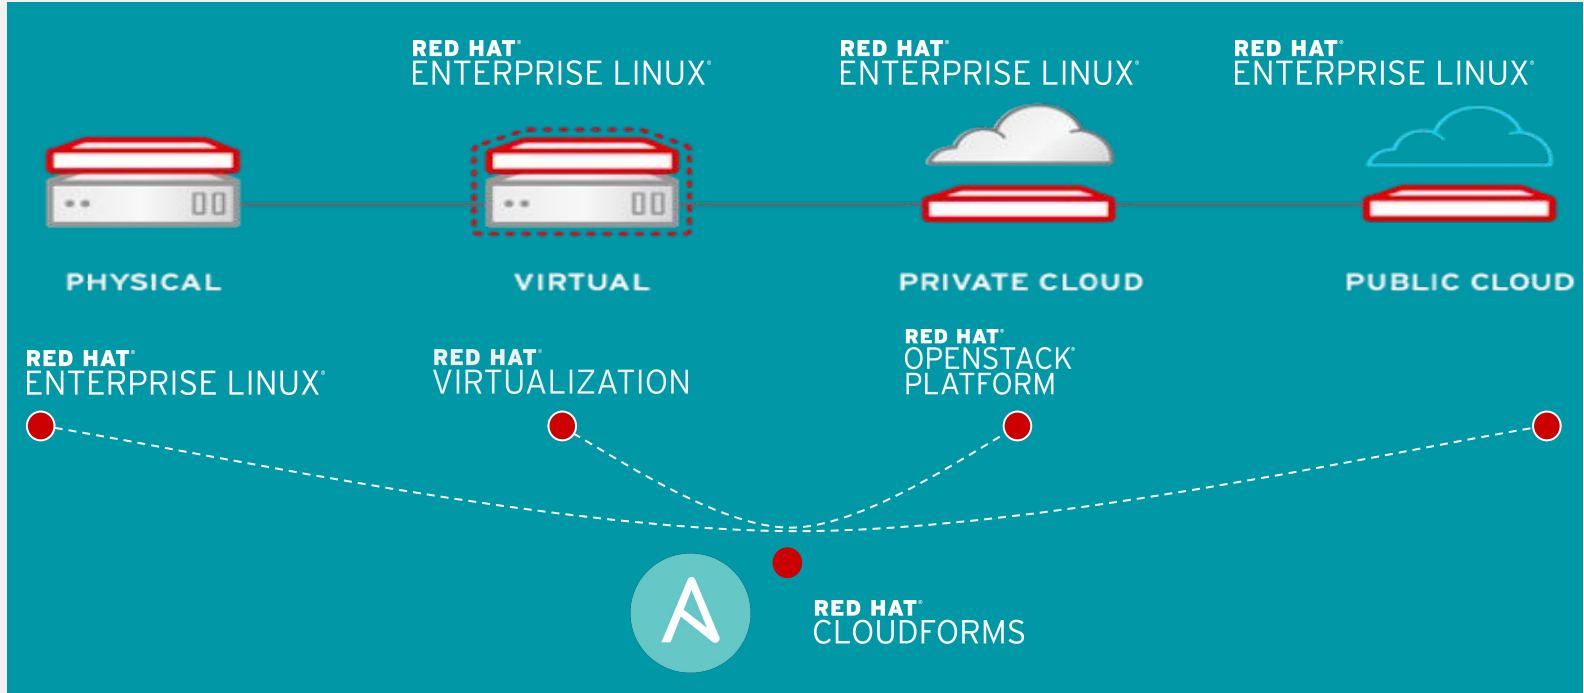 RED HAT®
ENTERPRISE LINUX®
RED HAT®
ENTERPRISE LINUX®
RED HAT®
ENTERPRISE LINUX®
PHYSICAL
VIRTUAL
PRIVATE CLOUD
PUBLIC CLOUD
RED HAT®
ENTERPRISE LINUX®
RED HAT®
VIRTUALIZATION
RED HAT®
OPENSTACK®
PLATFORM
RED HAT®
CLOUDFORMS